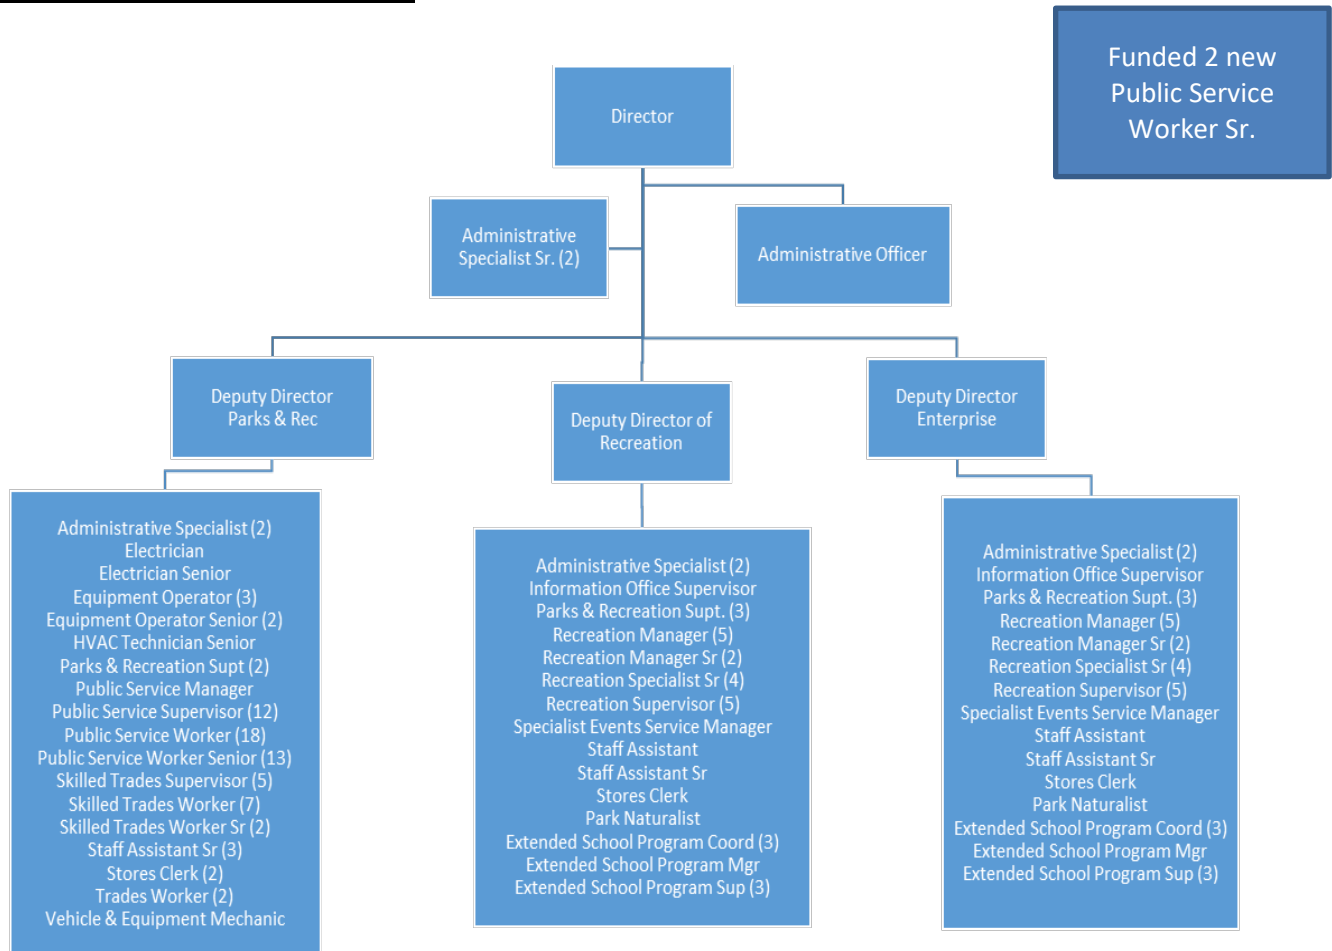 Funded 2 new
Public Service
Worker Sr.
Director
Administrative
Specialist Sr. (2)
Administrative Officer
Deputy Director
Parks & Rec
Deputy Director of
Recreation
Deputy Director
Enterprise
Administrative Specialist (2)
Electrician
Electrician Senior
Equipment Operator (3)
Equipment Operator Senior (2)
HVAC Technician Senior
Parks & Recreation Supt (2)
Public Service Manager
Public Service Supervisor (12)
Public Service Worker (18)
Public Service Worker Senior (13)
Skilled Trades Supervisor (5)
Skilled Trades Worker (7)
Skilled Trades Worker Sr (2)
Staff Assistant Sr (3)
Stores Clerk (2)
Trades Worker (2)
Vehicle & Equipment Mechanic
Administrative Specialist (2)
Information Office Supervisor
Parks & Recreation Supt. (3)
Recreation Manager (5)
Recreation Manager Sr (2)
Recreation Specialist Sr (4)
Recreation Supervisor (5)
Specialist Events Service Manager
Staff Assistant
Staff Assistant Sr
Stores Clerk
Park Naturalist
Extended School Program Coord (3)
Extended School Program Mgr
Extended School Program Sup (3)
Administrative Specialist (2)
Information Office Supervisor
Parks & Recreation Supt. (3)
Recreation Manager (5)
Recreation Manager Sr (2)
Recreation Specialist Sr (4)
Recreation Supervisor (5)
Specialist Events Service Manager
Staff Assistant
Staff Assistant Sr
Stores Clerk
Park Naturalist
Extended School Program Coord (3)
Extended School Program Mgr
Extended School Program Sup (3)